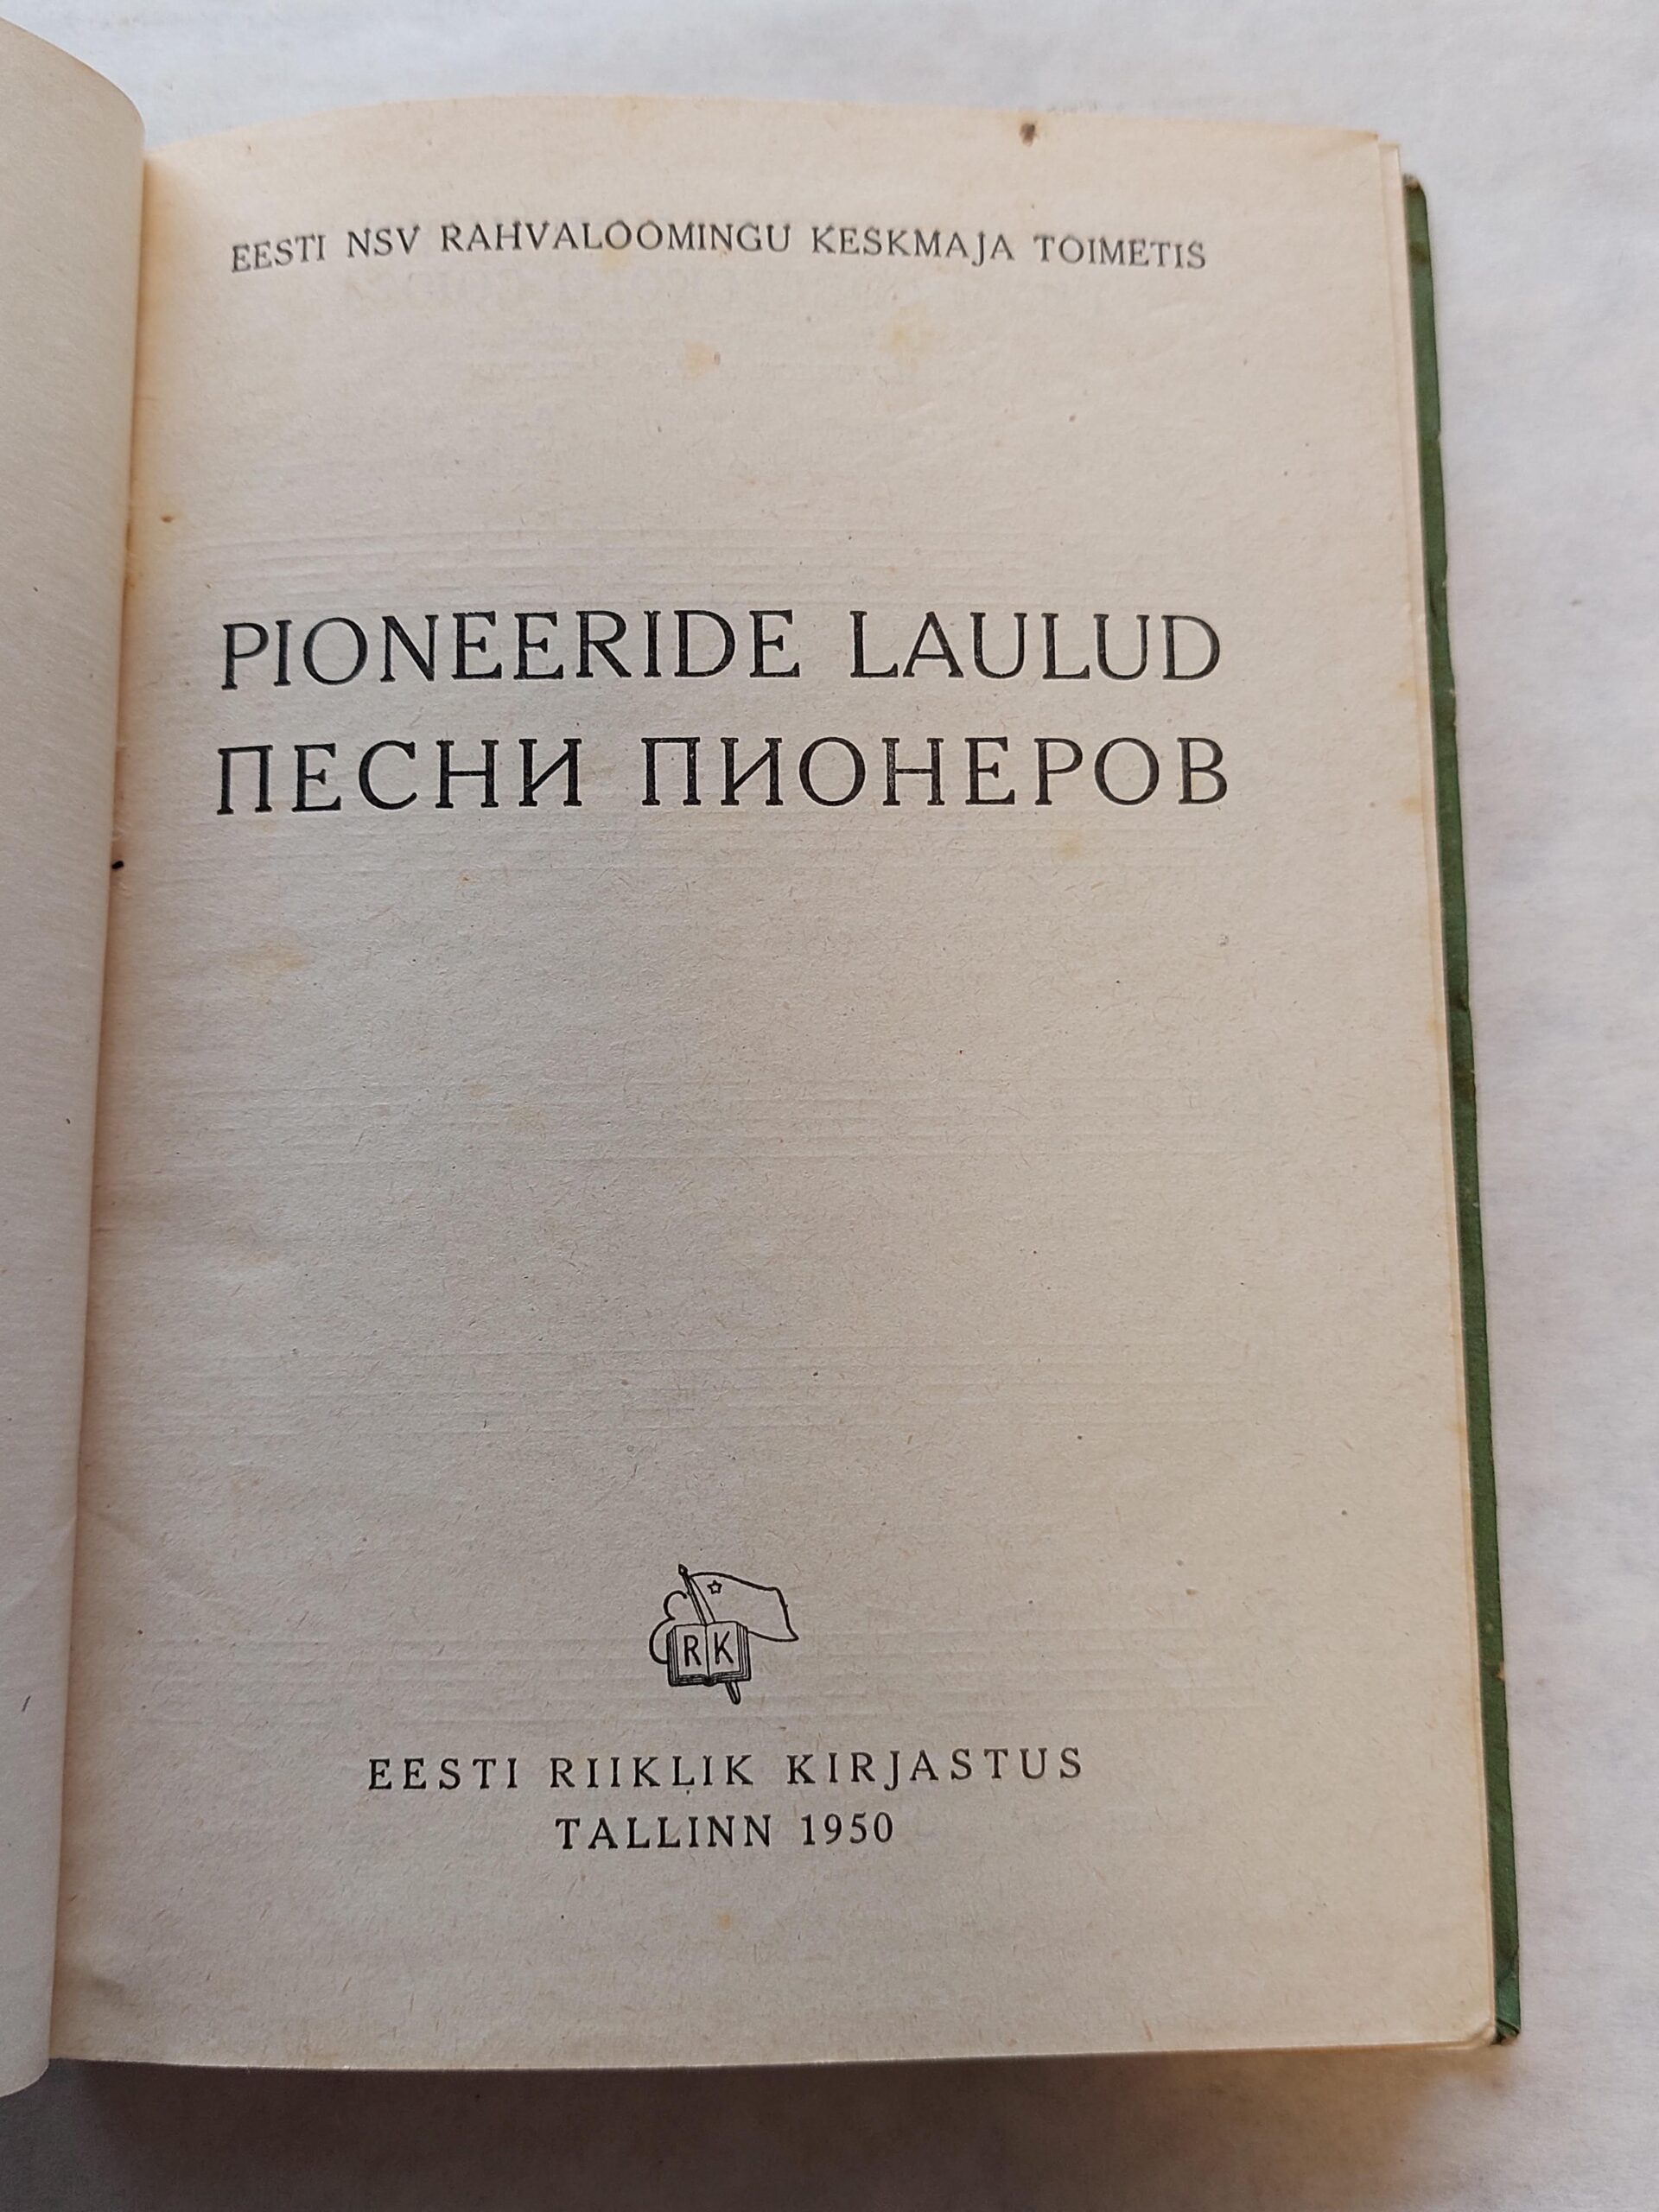 EESTI NSV RAHVALOOMINGU KESKMAJA TOIMETIS
PIONEERIDE LAULUD
ПЕСНИ ПИОНЕРОВ
RK
EESTI RIIKLIK KIRJASTUS
TALLINN 1950